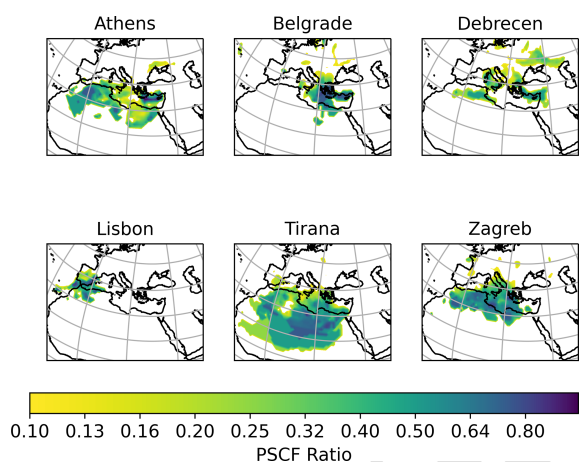 Athens Belgrade Debrecen
Lisbon Tirana Zagreb
0.10 0.13 0.16 0.20 0.25 0.32 0.40 0.50 0.64 0.80
PSCF Ratio